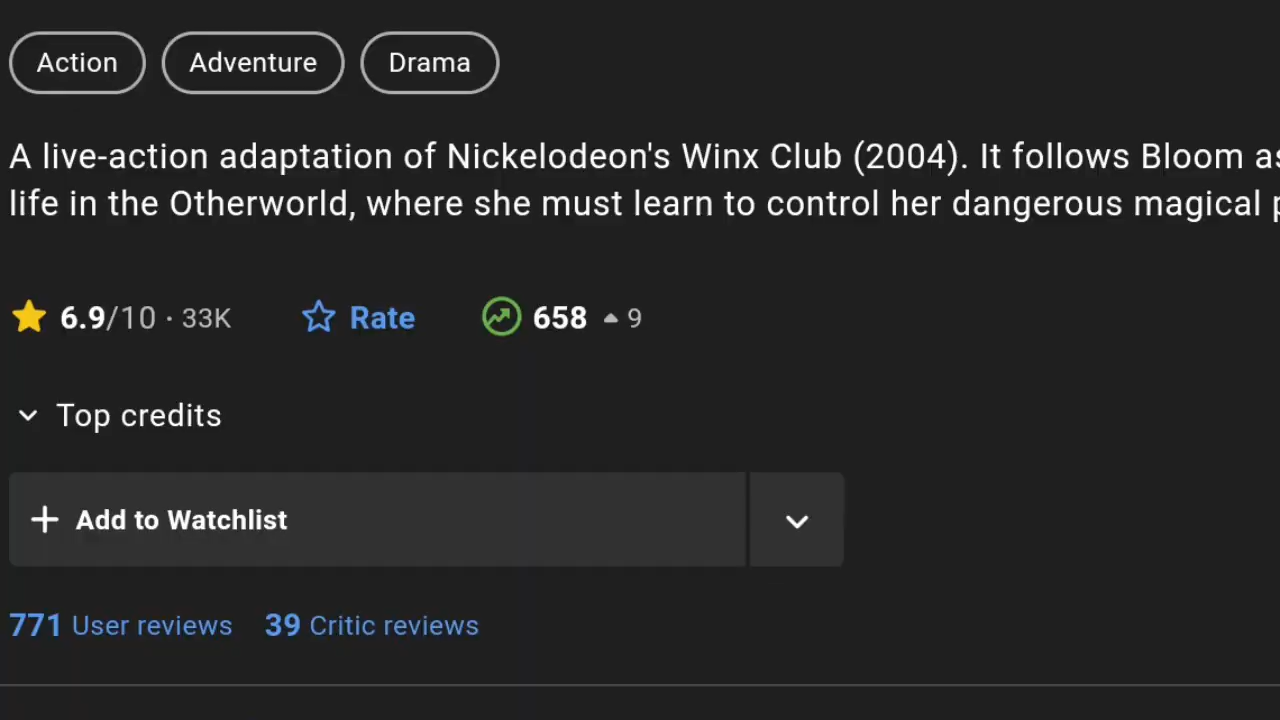 Action Adventure Drama
A live-action adaptation of Nickelodeon's Winx Club (2004). It follows Bloom as
life in the Otherworld, where she must learn to control her dangerous magical
6.9/10 · 33K Rate 658 9
Top credits
Add to Watchlist
771 User reviews 39 Critic reviews